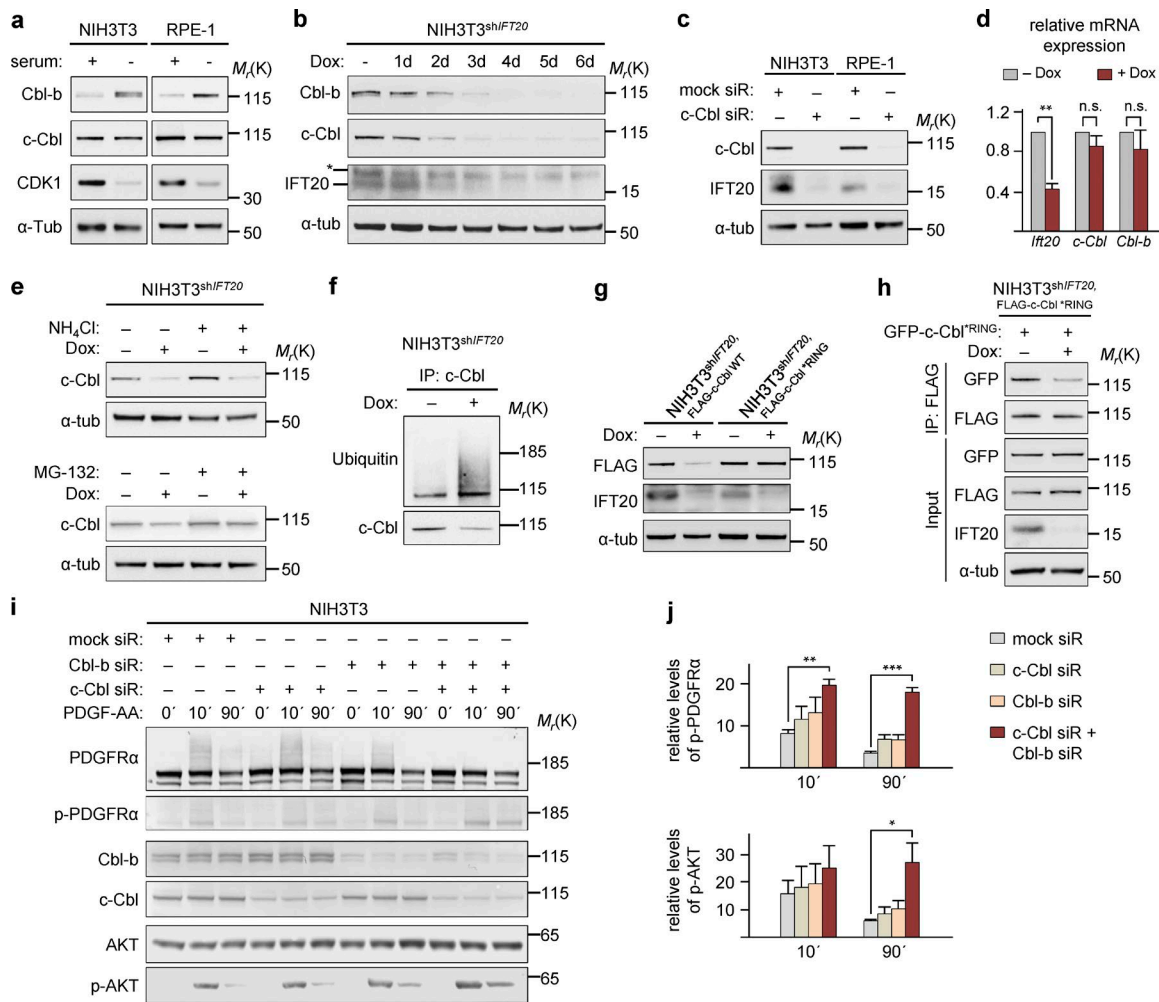 a
NIH3T3 RPE-1
serum: + - + - Mr(K)
Cbl-b 115
c-Cbl 115
CDK1 30
α-Tub 50
b
NIH3T3shIFT20
Dox: - 1d 2d 3d 4d 5d 6d Mr(K)
Cbl-b 115
c-Cbl 115
*
IFT20 15
α-tub 50
c
NIH3T3 RPE-1
mock siR: + +
c-Cbl siR: + + Mr(K)
c-Cbl 115
IFT20 15
α-tub 50
d
relative mRNA
expression
– Dox + Dox
** n.s. n.s.
1.2
0.8
0.4
Ift20 c-Cbl Cbl-b
e
NIH3T3shIFT20
NH4Cl: – – + +
Dox: – + – + Mr(K)
c-Cbl 115
α-tub 50
MG-132: – – + +
Dox: – + – + Mr(K)
c-Cbl 115
α-tub 50
f
NIH3T3shIFT20
IP: c-Cbl
Dox: – + Mr(K)
185
Ubiquitin
115
c-Cbl 115
g
NIH3T3shIFT20,
FLAG-c-Cbl WT
NIH3T3shIFT20,
FLAG-c-Cbl *RING
Dox: – + – + Mr(K)
FLAG 115
IFT20 15
α-tub 50
h
NIH3T3shIFT20,
FLAG-c-Cbl *RING
GFP-c-Cbl*RING: + +
Dox: – + Mr(K)
IP: FLAG
GFP 115
FLAG 115
Input
GFP 115
FLAG 115
IFT20 15
α-tub 50
i
NIH3T3
mock siR: + + + – – – – – – – – –
Cbl-b siR: – – – – – – + + + + + +
c-Cbl siR: – – – + + + – – – + + +
PDGF-AA: 0´ 10´ 90´ 0´ 10´ 90´ 0´ 10´ 90´ 0´ 10´ 90´ Mr(K)
PDGFRα 185
p-PDGFRα 185
Cbl-b 115
c-Cbl 115
AKT 65
p-AKT 65
j
relative levels
of p-PDGFRα
20
10
** ***
10´ 90´
relative levels
of p-AKT
30
20
10
*
10´ 90´
mock siR
c-Cbl siR
Cbl-b siR
c-Cbl siR +
Cbl-b siR